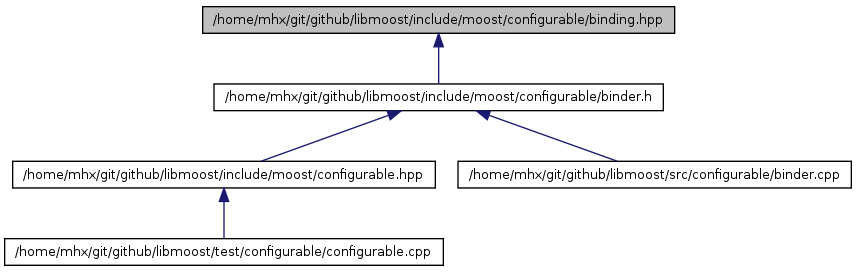 /home/mhx/git/github/libmoost/include/moost/configurable/binding.hpp
/home/mhx/git/github/libmoost/include/moost/configurable/binder.h
/home/mhx/git/github/libmoost/include/moost/configurable.hpp
/home/mhx/git/github/libmoost/src/configurable/binder.cpp
/home/mhx/git/github/libmoost/test/configurable/configurable.cpp